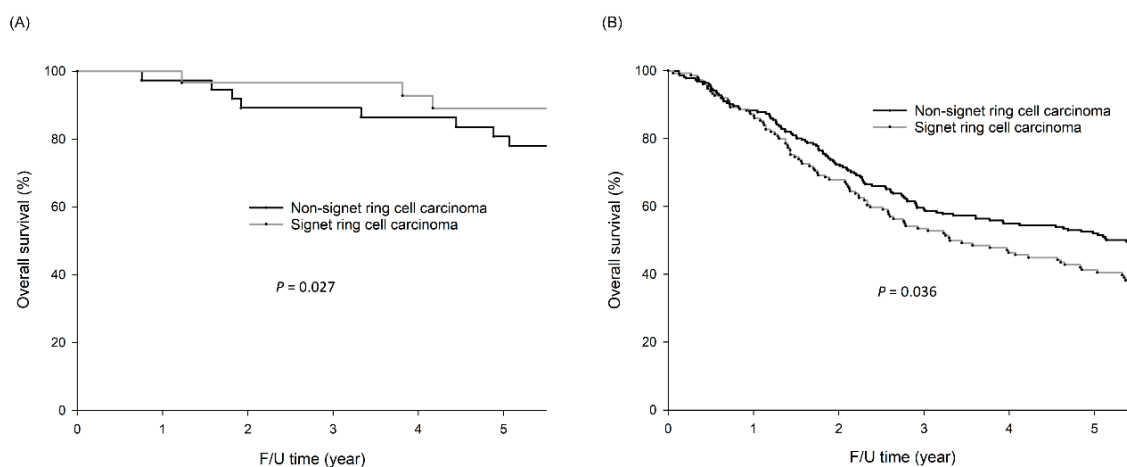 (A)
100
80
60
40
20
0
Overall survival (%)
Non-signet ring cell carcinoma
Signet ring cell carcinoma
P = 0.027
0 1 2 3 4 5
F/U time (year)
(B)
100
80
60
40
20
0
Overall survival (%)
Non-signet ring cell carcinoma
Signet ring cell carcinoma
P = 0.036
0 1 2 3 4 5
F/U time (year)